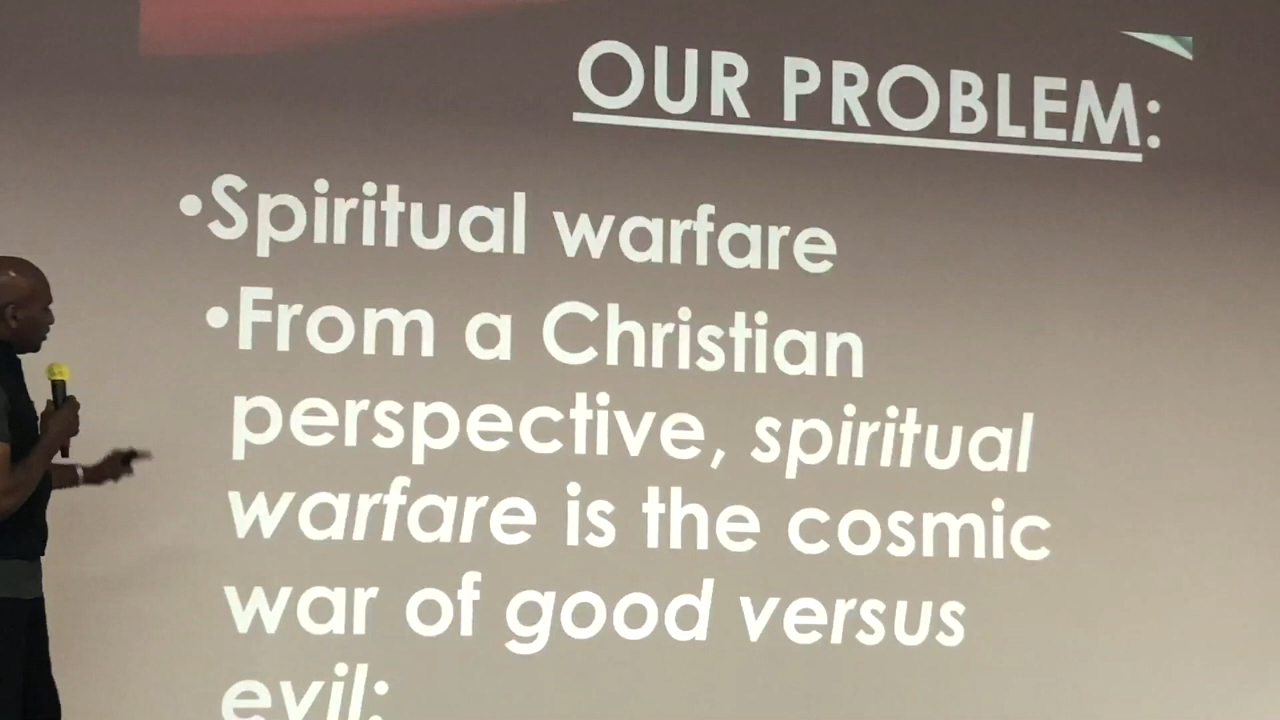 OUR PROBLEM:
•Spiritual warfare
•From a Christian
perspective, spiritual
warfare is the cosmic
war of good versus
evil: